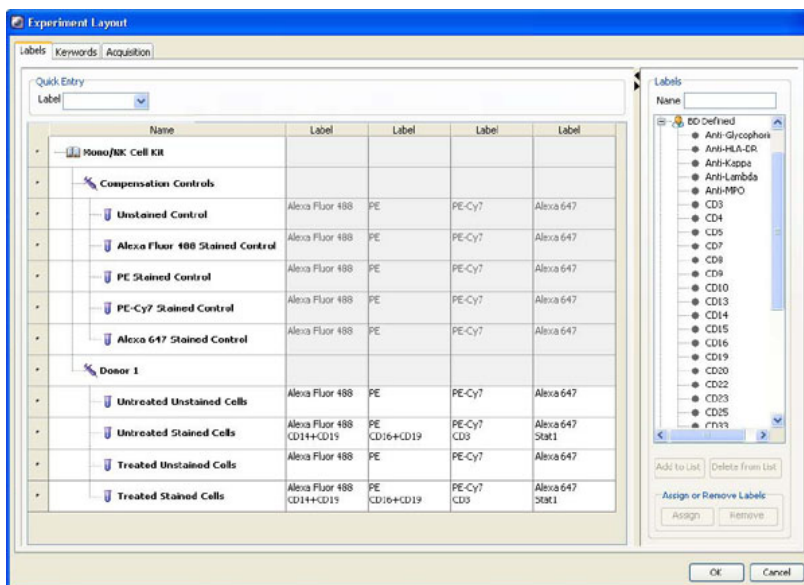 Experiment Layout
Labels Keywords Acquisition
Quick Entry
Label
Name Label Label Label Label
Mono/NK Cell Kit
Compensation Controls
Unstained Control Alexa Fluor 488 PE PE-Cy7 Alexa 647
Alexa Fluor 488 Stained Control Alexa Fluor 488 PE PE-Cy7 Alexa 647
PE Stained Control Alexa Fluor 488 PE PE-Cy7 Alexa 647
PE-Cy7 Stained Control Alexa Fluor 488 PE PE-Cy7 Alexa 647
Alexa 647 Stained Control Alexa Fluor 488 PE PE-Cy7 Alexa 647
Donor 1
Untreated Unstained Cells Alexa Fluor 488 PE PE-Cy7 Alexa 647
Untreated Stained Cells Alexa Fluor 488 PE PE-Cy7 Alexa 647
CD14+CD19 CD16+CD19 CD3 Stat1
Treated Unstained Cells Alexa Fluor 488 PE PE-Cy7 Alexa 647
Treated Stained Cells Alexa Fluor 488 PE PE-Cy7 Alexa 647
CD14+CD19 CD16+CD19 CD3 Stat1
Labels
Name
BD Defined
Anti-Glycophori
Anti-HLA-DR
Anti-Kappa
Anti-Lambda
Anti-MPO
CD3
CD4
CD5
CD7
CD8
CD9
CD10
CD13
CD14
CD15
CD16
CD19
CD20
CD22
CD23
CD25
CD33
Add to List Delete from List
Assign or Remove Labels
Assign Remove
OK Cancel